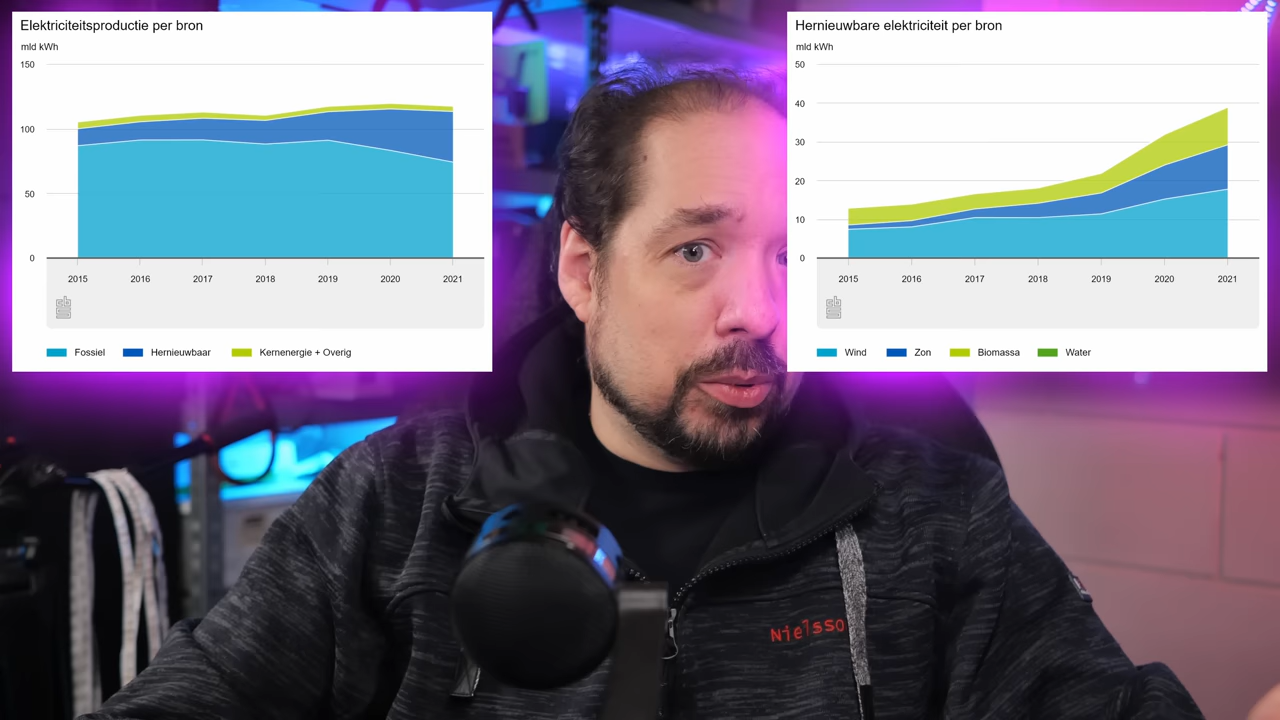 Elektriciteitsproductie per bron
mld kWh
150
100
50
0
2015 2016 2017 2018 2019 2020 2021
Fossiel Hernieuwbaar Kernenergie + Overig
Hernieuwbare elektriciteit per bron
mld kWh
50
40
30
20
10
0
2015 2016 2017 2018 2019 2020 2021
Wind Zon Biomassa Water
Nielsso